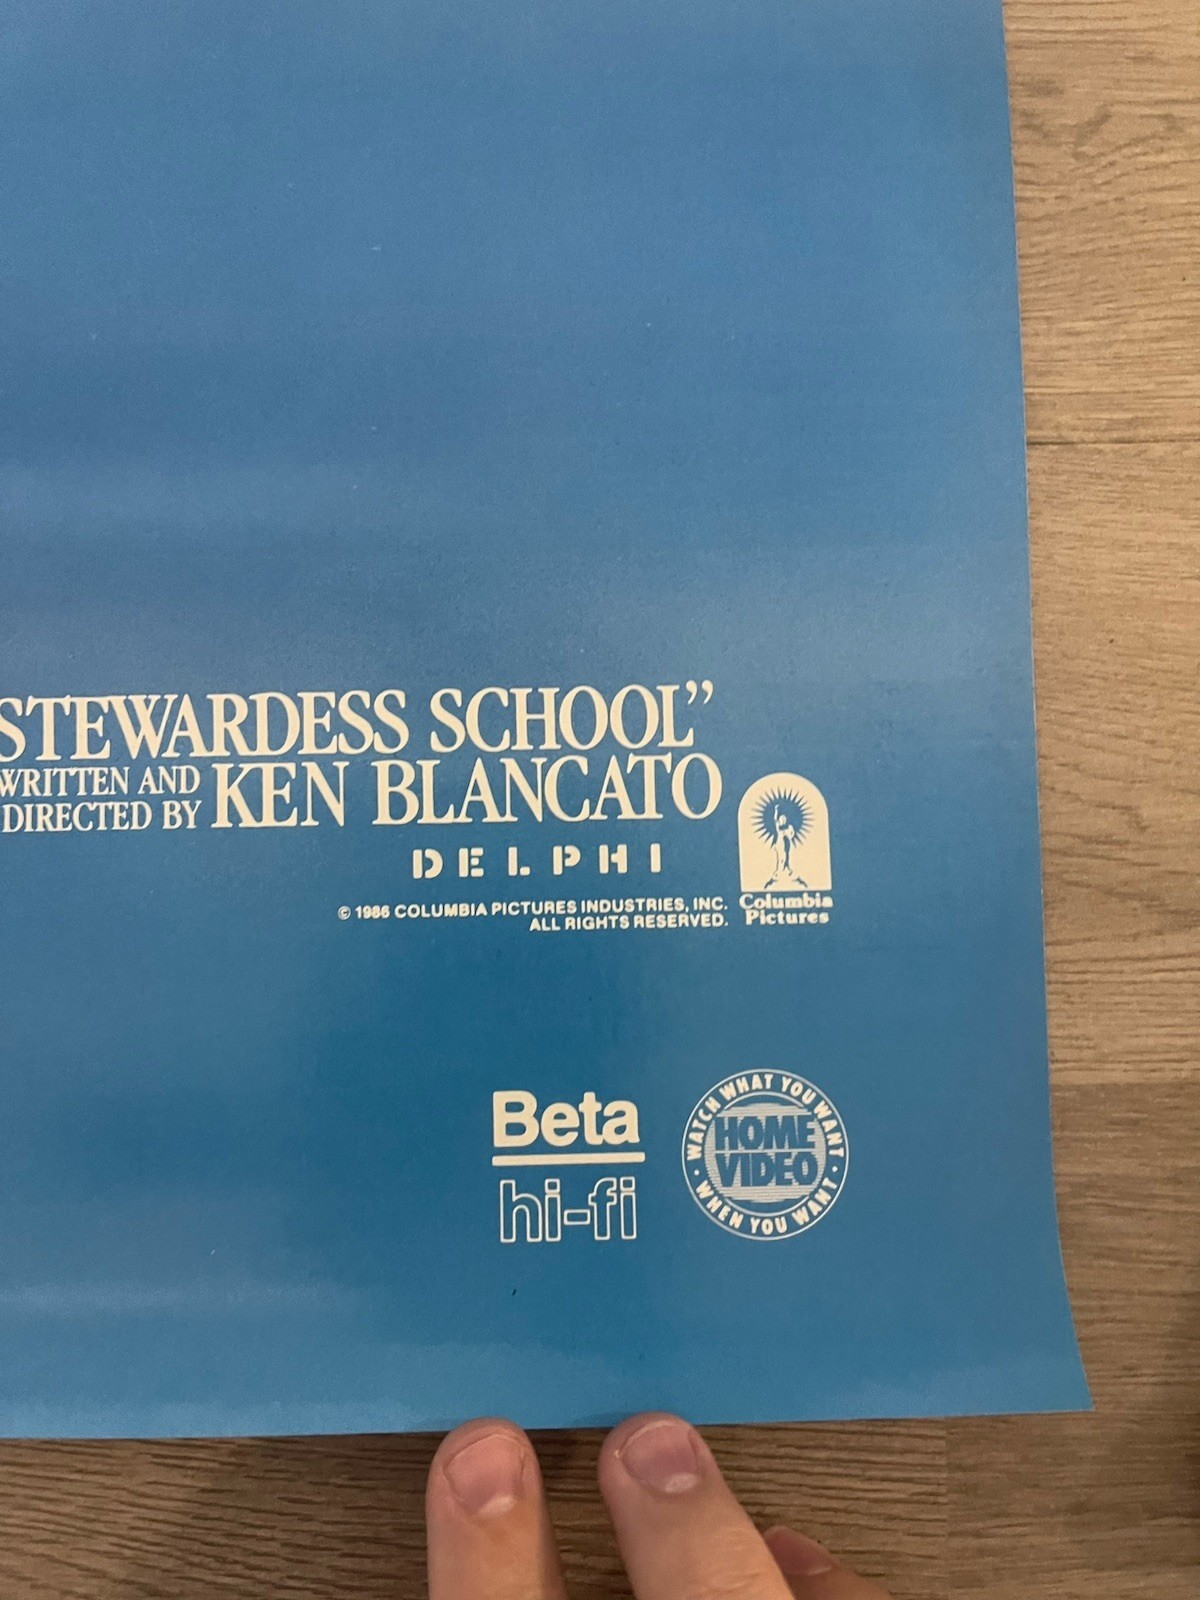 STEWARDESS SCHOOL”
WRITTEN AND
DIRECTED BY KEN BLANCATO
DELPHI
© 1986 COLUMBIA PICTURES INDUSTRIES, INC.
ALL RIGHTS RESERVED.
Columbia
Pictures
Beta
hi-fi
WATCH WHAT YOU WANT
HOME
VIDEO
· WHEN YOU WANT ·